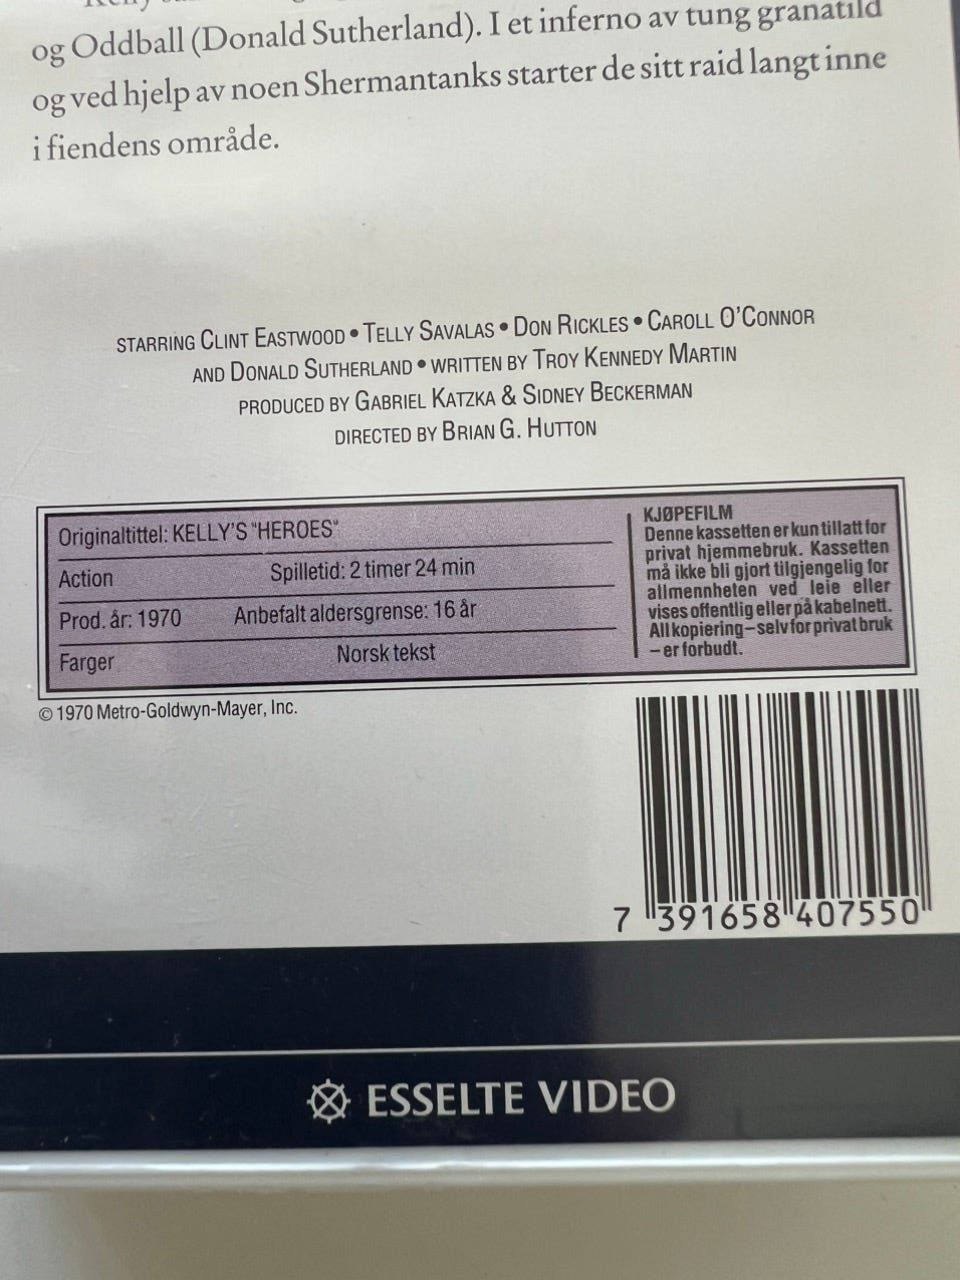 og Oddball (Donald Sutherland). I et inferno av tung granatild
og ved hjelp av noen Shermantanks starter de sitt raid langt inne
i fiendens område.
STARRING CLINT EASTWOOD • TELLY SAVALAS • DON RICKLES • CAROLL O'CONNOR
AND DONALD SUTHERLAND • WRITTEN BY TROY KENNEDY MARTIN
PRODUCED BY GABRIEL KATZKA & SIDNEY BECKERMAN
DIRECTED BY BRIAN G. HUTTON
Originaltittel: KELLY'S "HEROES"
Action Spilletid: 2 timer 24 min
Prod. år: 1970 Anbefalt aldersgrense: 16 år
Farger Norsk tekst
KJØPEFILM
Denne kassetten er kun tillatt for
privat hjemmebruk. Kassetten
må ikke bli gjort tilgjengelig for
allmennheten ved leie eller
vises offentlig eller på kabelnett.
All kopiering – selv for privat bruk
– er forbudt.
© 1970 Metro-Goldwyn-Mayer, Inc.
7 391658 407550
ESSELTE VIDEO